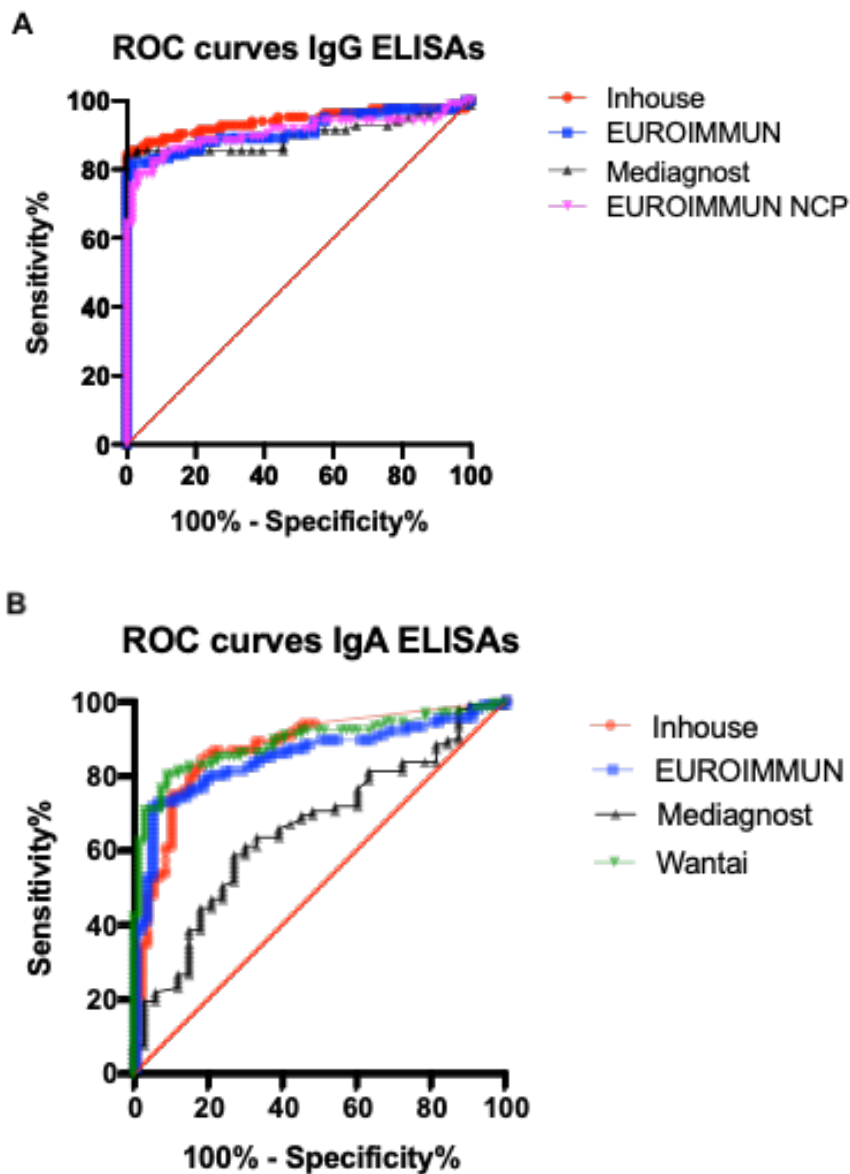 A
ROC curves IgG ELISAs
100
80
60
40
20
0
Sensitivity%
0 20 40 60 80 100
100% - Specificity%
Inhouse
EUROIMMUN
Mediagnost
EUROIMMUN NCP
B
ROC curves IgA ELISAs
100
80
60
40
20
0
Sensitivity%
0 20 40 60 80 100
100% - Specificity%
Inhouse
EUROIMMUN
Mediagnost
Wantai